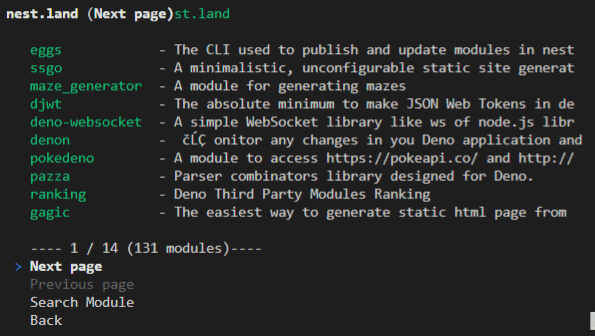 nest.land (Next page)st.land
eggs - The CLI used to publish and update modules in nest
ssgo - A minimalistic, unconfigurable static site generat
maze_generator - A module for generating mazes
djwt - The absolute minimum to make JSON Web Tokens in de
deno-websocket - A simple WebSocket library like ws of node.js libr
denon - čĹÇ onitor any changes in you Deno application and
pokedeno - A module to access https://pokeapi.co/ and http://
pazza - Parser combinators library designed for Deno.
ranking - Deno Third Party Modules Ranking
gagic - The easiest way to generate static html page from
---- 1 / 14 (131 modules)----
> Next page
Previous page
Search Module
Back